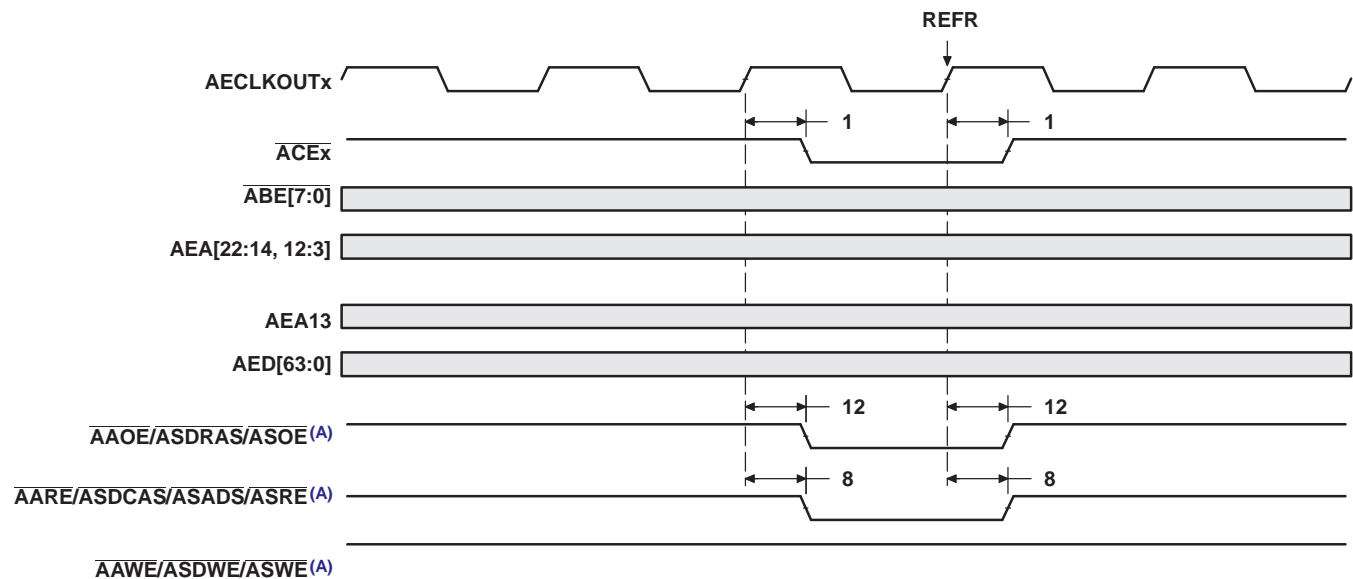 REFR
AECLKOUTx
1 1
ACEx
ABE[7:0]
AEA[22:14, 12:3]
AEA13
AED[63:0]
12 12
AAOE/ASDRAS/ASOE(A)
8 8
AARE/ASDCAS/ASADS/ASRE(A)
AAWE/ASDWE/ASWE(A)